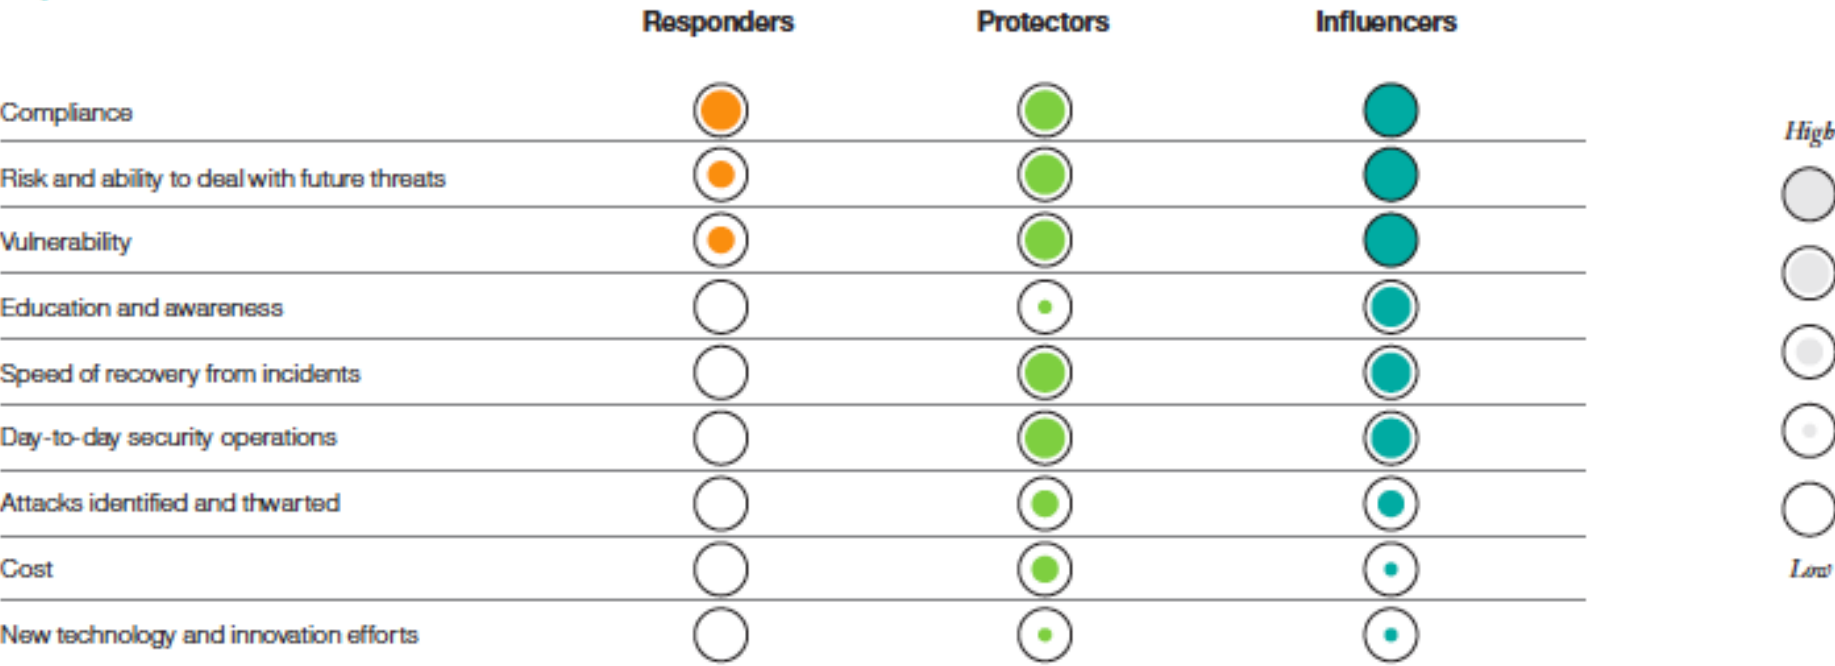 Responders Protectors Influencers
Compliance
High
Risk and ability to deal with future threats
Vulnerability
Education and awareness
Speed of recovery from incidents
Day-to-day security operations
Attacks identified and thwarted
Cost
Low
New technology and innovation efforts